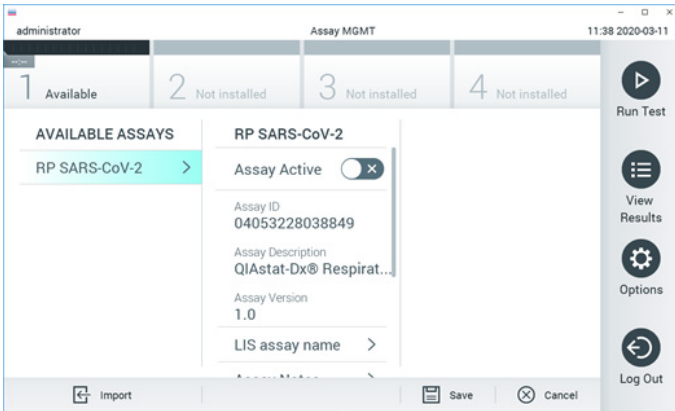 administrator
Assay MGMT
11:38 2020-03-11
1 Available
2 Not installed
3 Not installed
4 Not installed
Run Test
AVAILABLE ASSAYS
RP SARS-CoV-2
RP SARS-CoV-2
Assay Active
Assay ID
04053228038849
Assay Description
QIAstat-Dx® Respirat...
Assay Version
1.0
LIS assay name
View
Results
Options
Log Out
Import
Save
Cancel